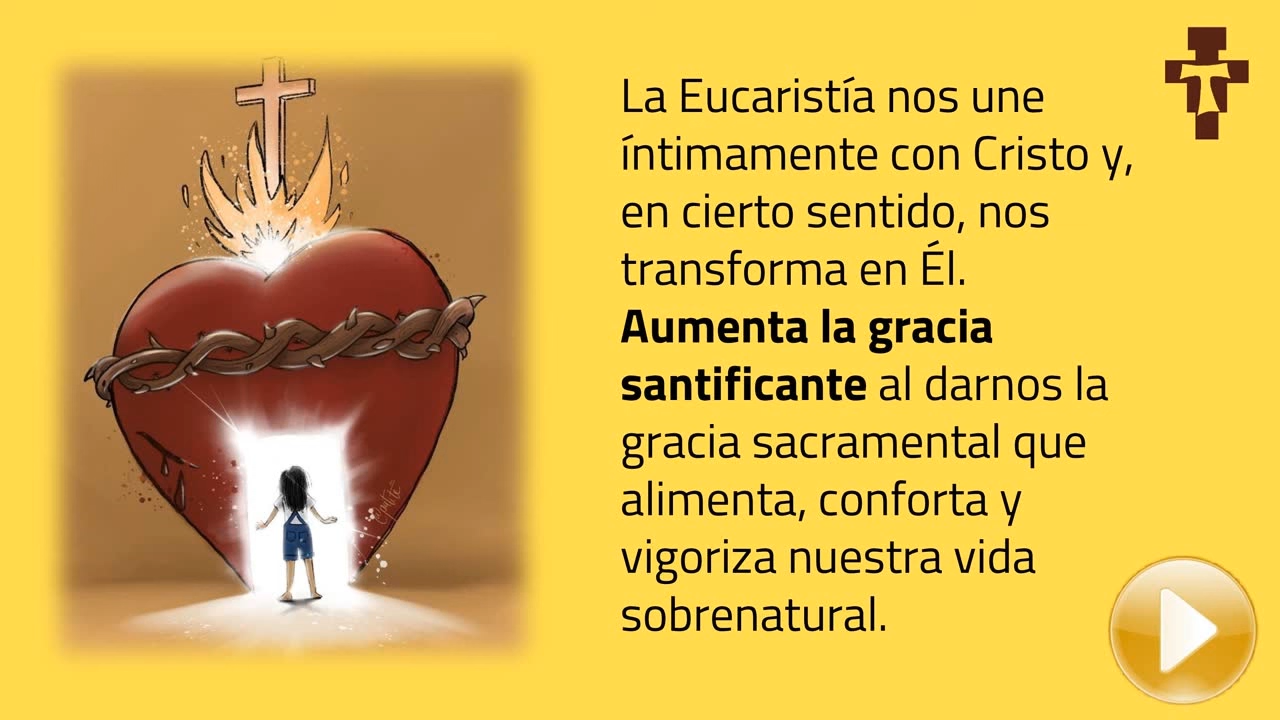 La Eucaristía nos une
íntimamente con Cristo y,
en cierto sentido, nos
transforma en Él.
Aumenta la gracia
santificante al darnos la
gracia sacramental que
alimenta, conforta y
vigoriza nuestra vida
sobrenatural.